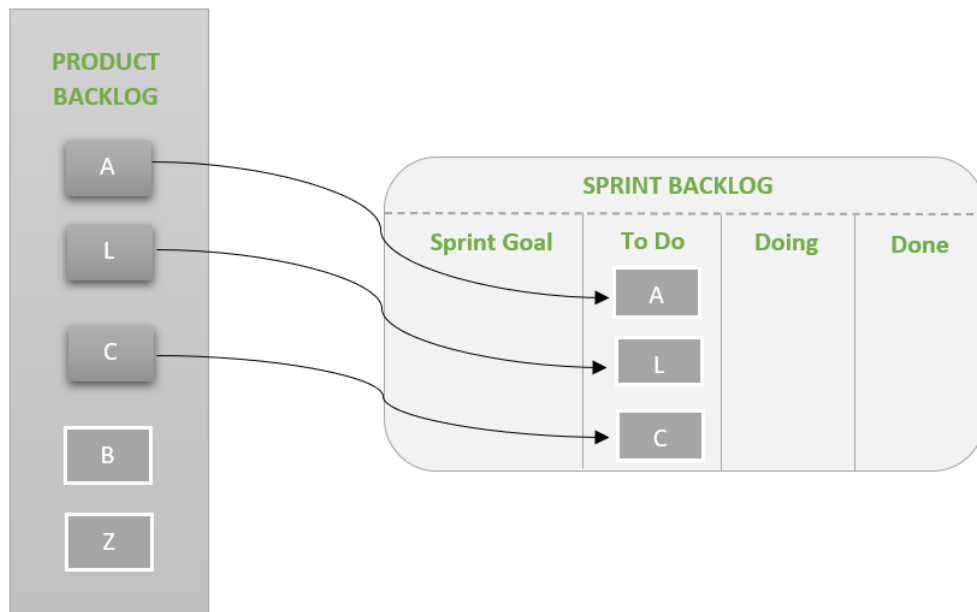 PRODUCT
BACKLOG
A
L
C
B
Z
SPRINT BACKLOG
Sprint Goal To Do Doing Done
A
L
C